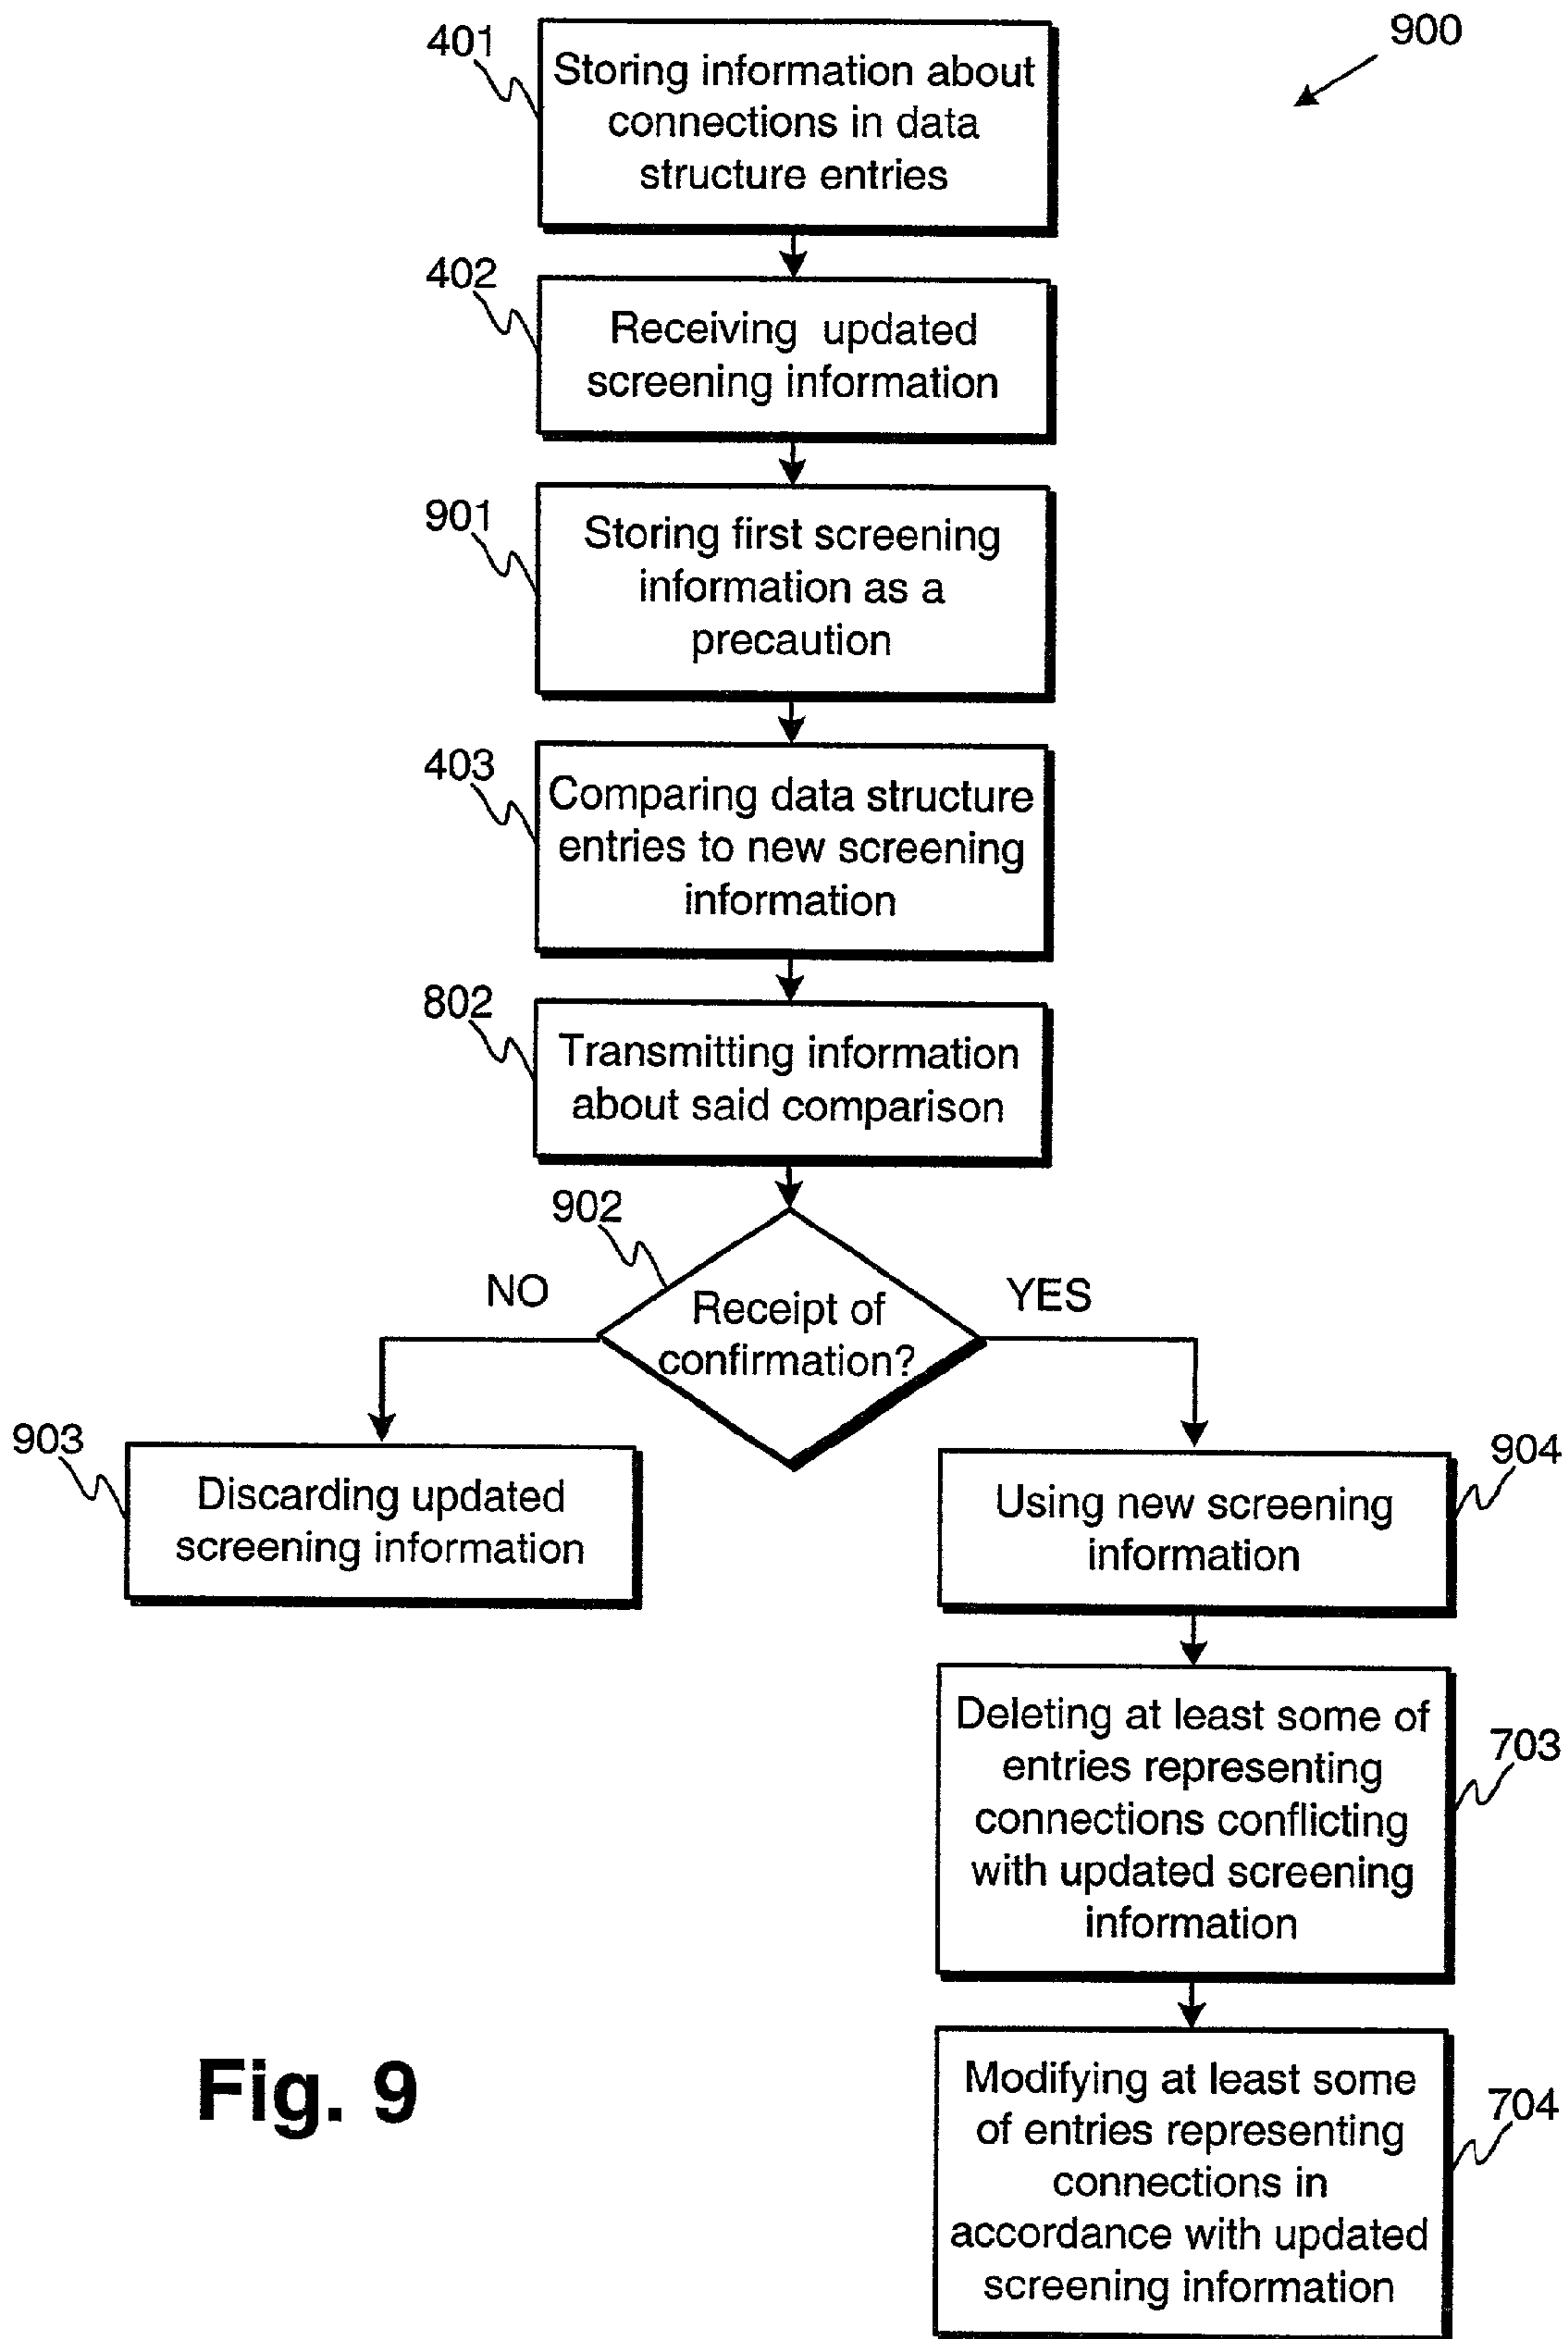 900
401
Storing information about
connections in data
structure entries
402
Receiving updated
screening information
901
Storing first screening
information as a
precaution
403
Comparing data structure
entries to new screening
information
802
Transmitting information
about said comparison
902
NO
YES
Receipt of
confirmation?
903
Discarding updated
screening information
904
Using new screening
information
Deleting at least some of
entries representing
connections conflicting
with updated screening
information
703
Modifying at least some
of entries representing
connections in
accordance with updated
screening information
704
Fig. 9